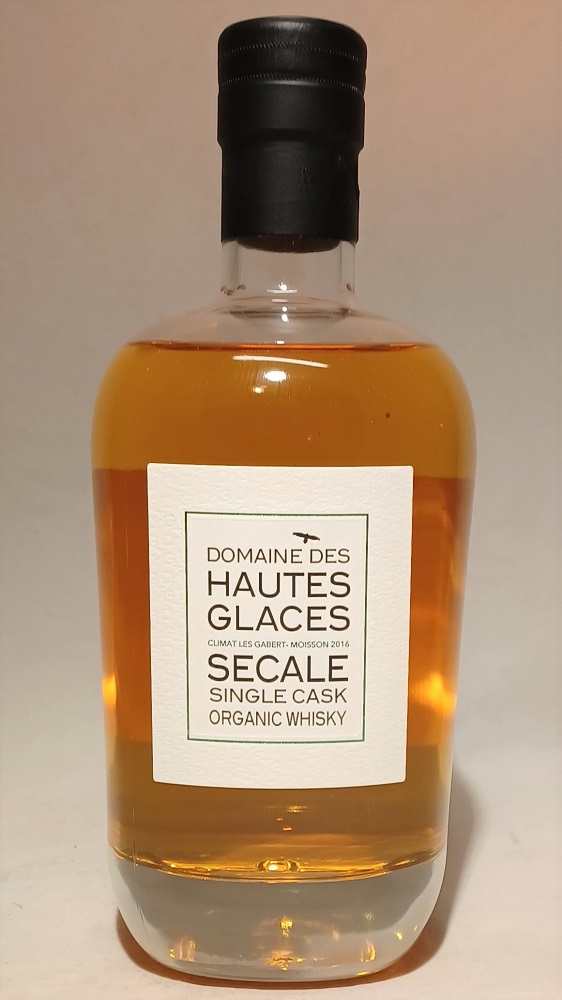 DOMAINE DES
HAUTES
GLACES
CLIMAT LES GABERT- MOISSON 2016
SECALE
SINGLE CASK
ORGANIC WHISKY